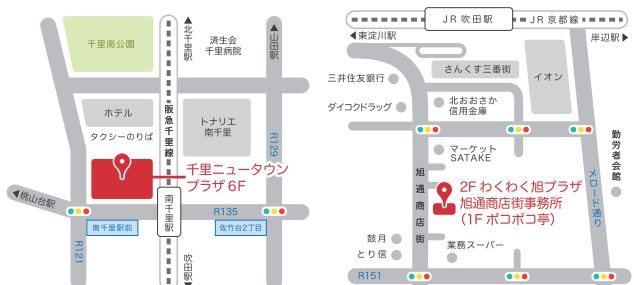 千里南公園
▲北千里駅
済生会
千里病院
▲山田駅
ホテル
タクシーのりば
阪急千里線
トナリエ
南千里
R129
千里ニュータウン
プラザ 6F
◀桃山台駅
南千里駅
R135
南千里駅前
佐竹台2丁目
R121
吹田駅▼
JR吹田駅
JR京都線
◀東淀川駅
岸辺駅▶
さんくす三番街
イオン
三井住友銀行
ダイコクドラッグ
北おおさか
信用金庫
マーケット
SATAKE
勤労者会館
旭通商店街
2F わくわく旭プラザ
旭通商店街事務所
(1F ポコポコ亭)
メロード通り
鼓月
とり信
業務スーパー
R151